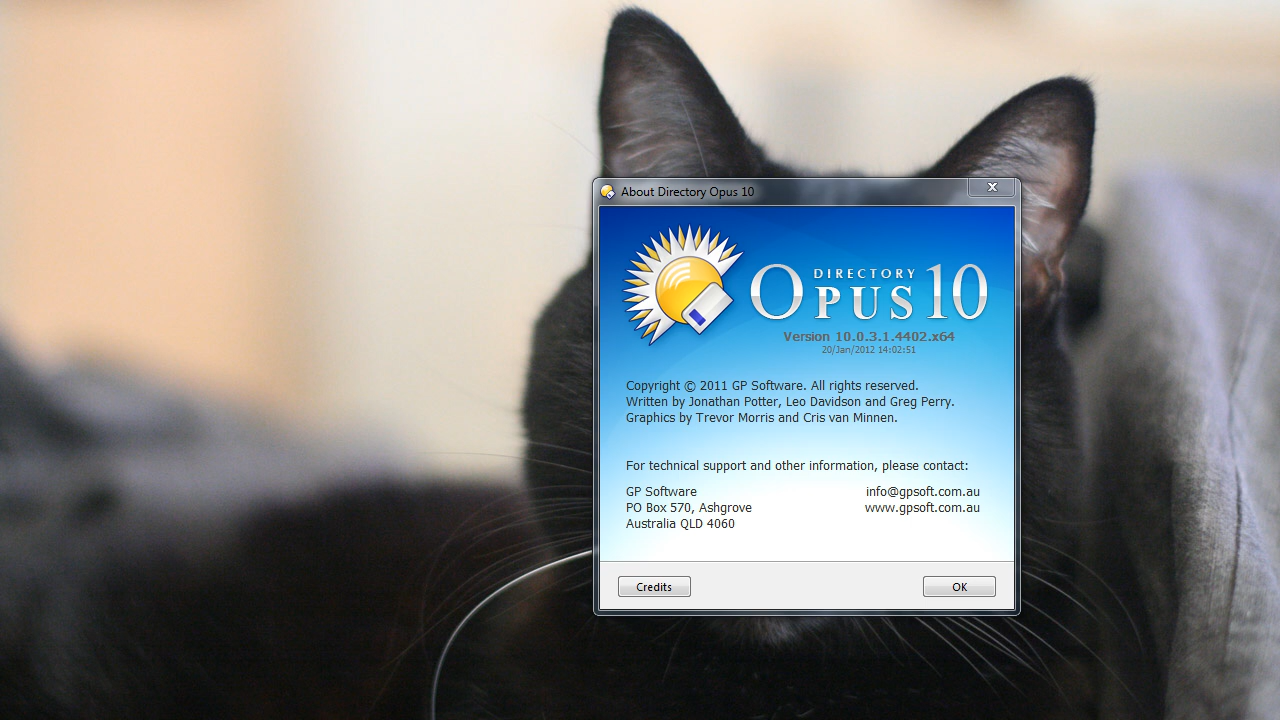 About Directory Opus 10
DIRECTORY
OPUS 10
Version 10.0.3.1.4402.x64
20/Jan/2012 14:02:51
Copyright © 2011 GP Software. All rights reserved.
Written by Jonathan Potter, Leo Davidson and Greg Perry.
Graphics by Trevor Morris and Cris van Minnen.
For technical support and other information, please contact:
GP Software info@gpsoft.com.au
PO Box 570, Ashgrove www.gpsoft.com.au
Australia QLD 4060
Credits OK